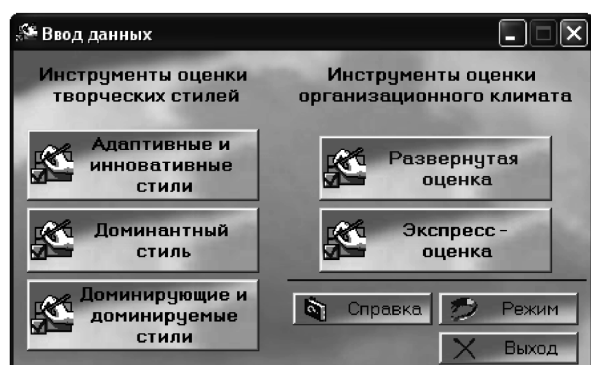 Ввод данных
Инструменты оценки
творческих стилей
Адаптивные и
инновативные
стили
Доминантный
стиль
Доминирующие и
доминируемые
стили
Инструменты оценки
организационного климата
Развернутая
оценка
Экспресс-
оценка
Справка
Режим
Выход